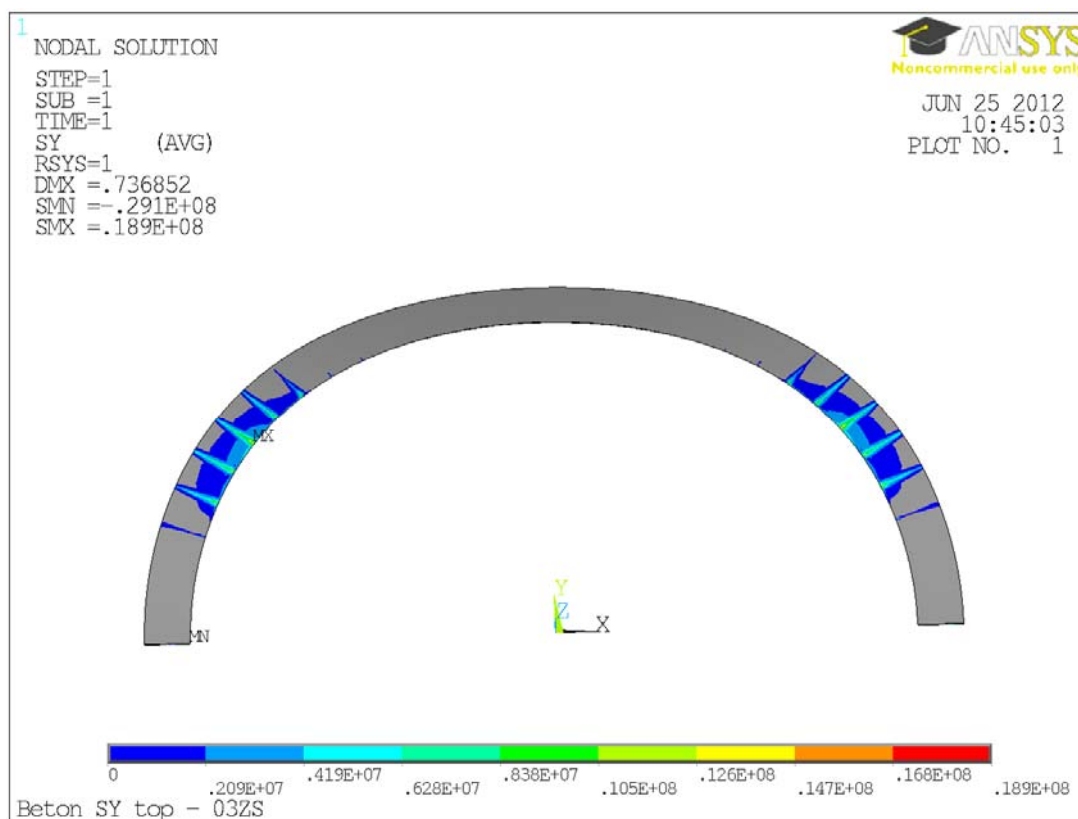 1
NODAL SOLUTION
STEP=1
SUB =1
TIME=1
SY (AVG)
RSYS=1
DMX =.736852
SMN =-.291E+08
SMX =.189E+08
ANSYS
Noncommercial use only
JUN 25 2012
10:45:03
PLOT NO. 1
MX
MN
Y
Z
X
0 .419E+07 .838E+07 .126E+08 .168E+08
.209E+07 .628E+07 .105E+08 .147E+08 .189E+08
Beton SY top - 03ZS